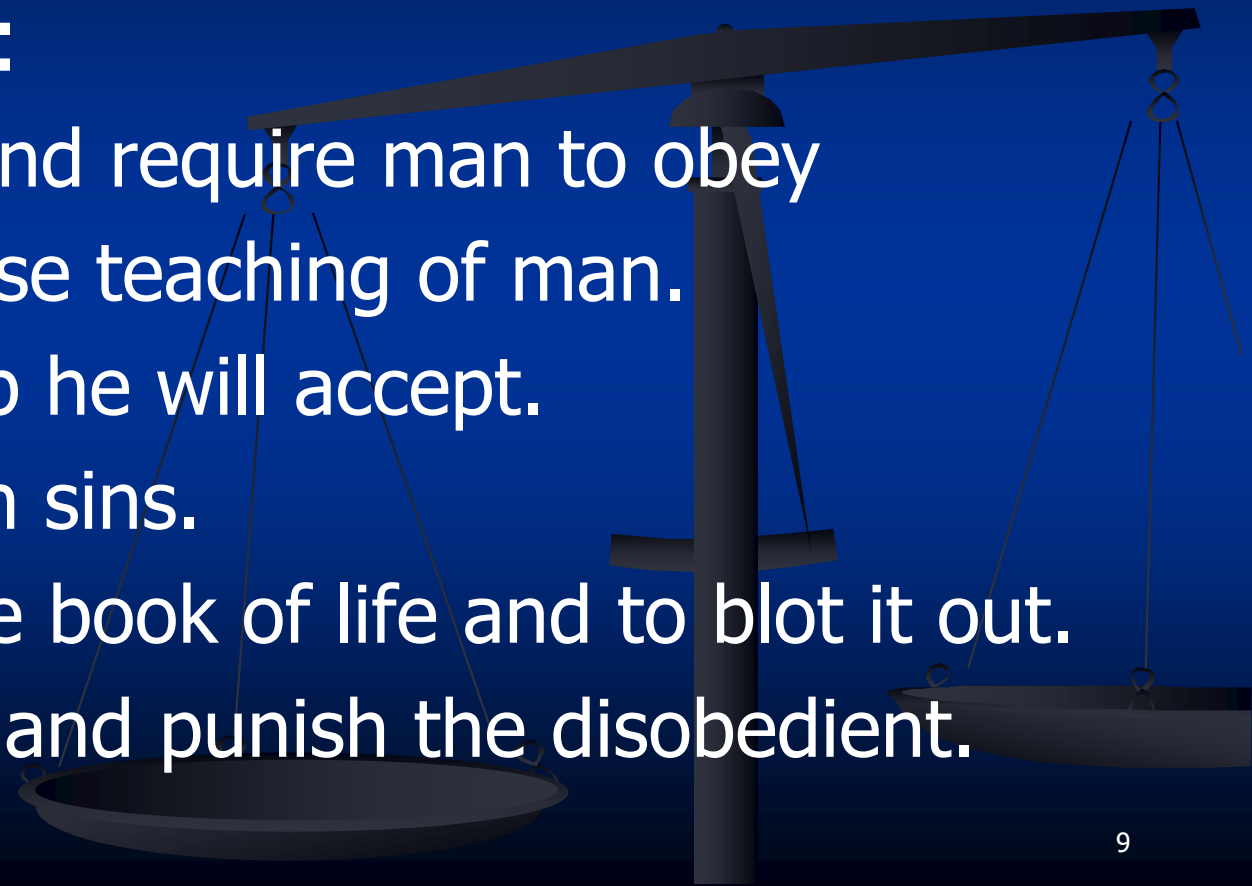 :
nd require man to obey
se teaching of man.
he will accept.
sins.
e book of life and to blot it out.
and punish the disobedient.
9